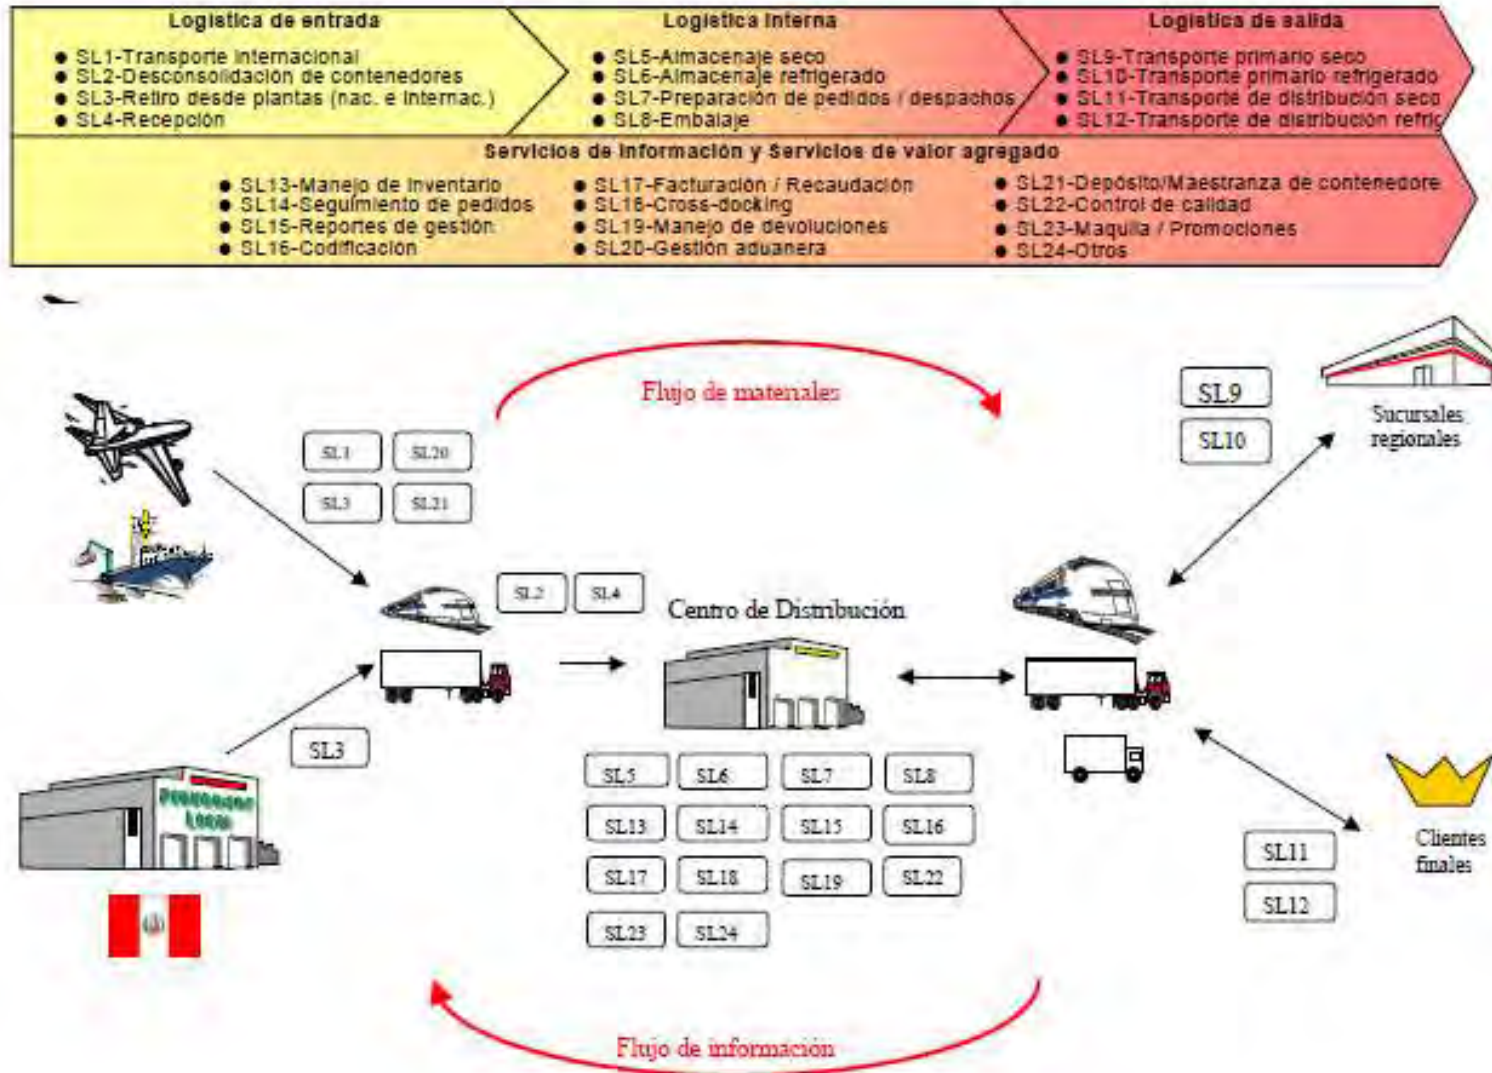 Logística de entrada
● SL1-Transporte Internacional
● SL2-Desconsolidación de contenedores
● SL3-Retiro desde plantas (nac. e Internac.)
● SL4-Recepción
Logística Interna
● SL5-Almacenaje seco
● SL6-Almacenaje refrigerado
● SL7-Preparación de pedidos / despachos
● SL8-Embalaje
Logística de salida
● SL9-Transporte primario seco
● SL10-Transporte primario refrigerado
● SL11-Transporte de distribución seco
● SL12-Transporte de distribución refrig
Servicios de Información y Servicios de valor agregado
● SL13-Manejo de Inventario
● SL14-Seguimiento de pedidos
● SL15-Reportes de gestión
● SL16-Codificación
● SL17-Facturación / Recaudación
● SL18-Cross-docking
● SL19-Manejo de devoluciones
● SL20-Gestión aduanera
● SL21-Depósito/Maestranza de contenedore
● SL22-Control de calidad
● SL23-Maquila / Promociones
● SL24-Otros
Flujo de materiales
SL9
SL10
Sucursales
regionales
SL1 SL20
SL3 SL21
SL2 SL4
Centro de Distribución
SL3
Proveedor
Local
SL5 SL6 SL7 SL8
SL13 SL14 SL15 SL16
SL17 SL18 SL19 SL22
SL23 SL24
SL11
SL12
Clientes
finales
Flujo de información